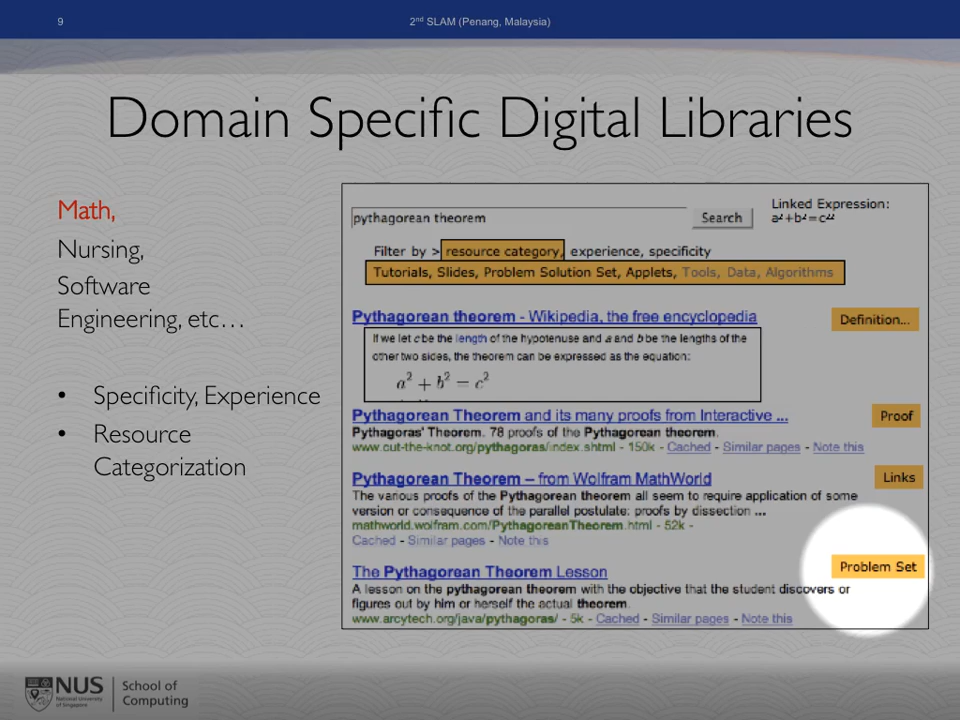 9
2nd SLAM (Penang, Malaysia)
Domain Specific Digital Libraries
Math,
Nursing,
Software
Engineering, etc…
• Specificity, Experience
• Resource
Categorization
pythagorean theorem
Search
Linked Expression:
a²+b²=c²
Filter by > resource category, experience, specificity
Tutorials, Slides, Problem Solution Set, Applets, Tools, Data, Algorithms
Pythagorean theorem - Wikipedia, the free encyclopedia
Definition...
If we let c be the length of the hypotenuse and a and b be the lengths of the
other two sides, the theorem can be expressed as the equation:
a² + b² = c²
Pythagorean Theorem and its many proofs from Interactive ...
Proof
Pythagoras' Theorem. 78 proofs of the Pythagorean theorem.
www.cut-the-knot.org/pythagoras/index.shtml - 150k - Cached - Similar pages - Note this
Pythagorean Theorem – from Wolfram MathWorld
Links
The various proofs of the Pythagorean theorem all seem to require application of some
version or consequence of the parallel postulate: proofs by dissection ...
mathworld.wolfram.com/PythagoreanTheorem.html - 52k -
Cached - Similar pages - Note this
The Pythagorean Theorem Lesson
Problem Set
A lesson on the pythagorean theorem with the objective that the student discovers or
figures out by him or herself the actual theorem.
www.arcytech.org/java/pythagoras/ - 5k - Cached - Similar pages - Note this
NUS
National University
of Singapore
School of
Computing